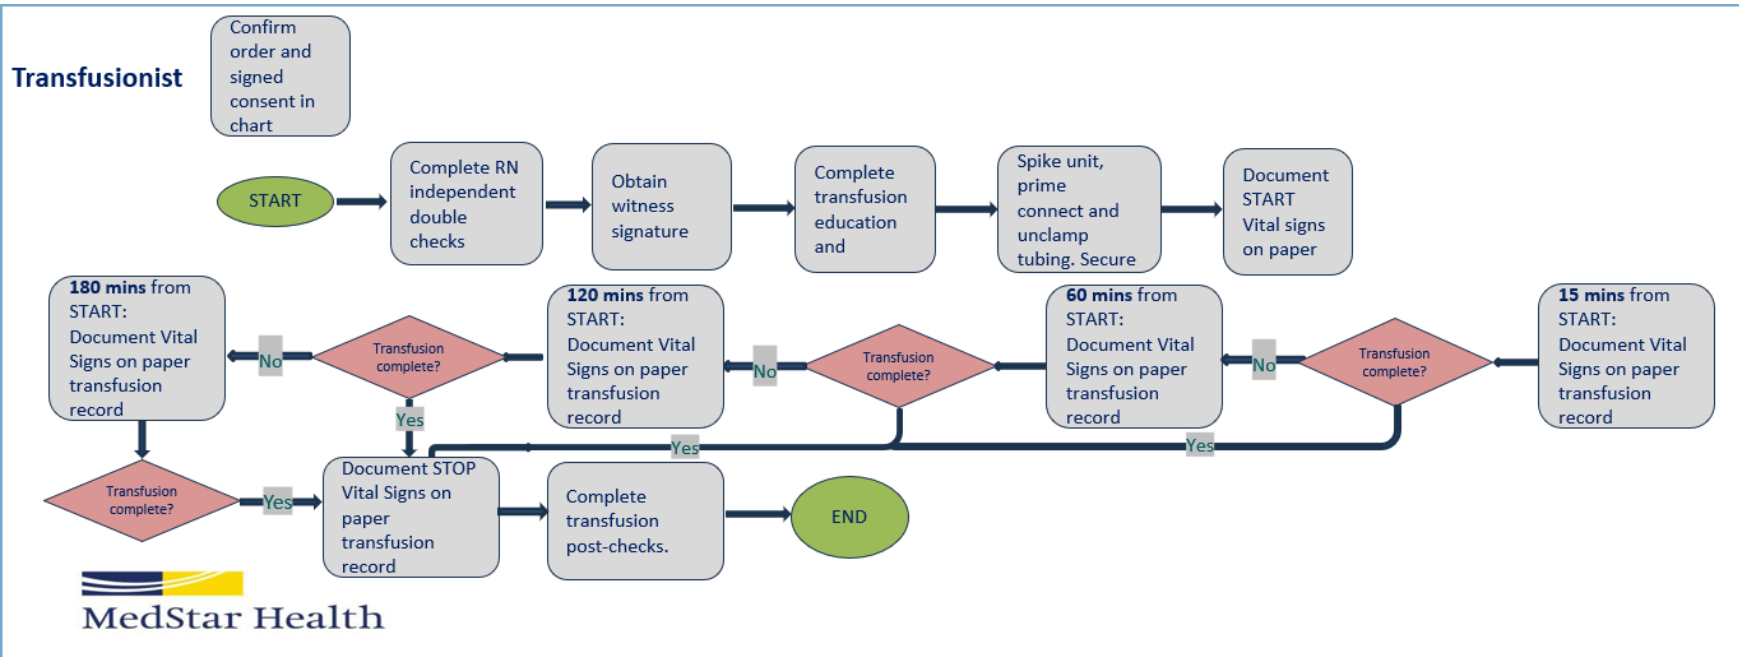 Transfusionist
Confirm
order and
signed
consent in
chart
START
Complete RN
independent
double
checks
Obtain
witness
signature
Complete
transfusion
education
and
Spike unit,
prime
connect and
unclamp
tubing. Secure
Document
START
Vital signs
on paper
15 mins from
START:
Document Vital
Signs on paper
transfusion
record
Transfusion
complete?
No
Yes
60 mins from
START:
Document Vital
Signs on paper
transfusion
record
Transfusion
complete?
No
Yes
120 mins from
START:
Document Vital
Signs on paper
transfusion
record
Transfusion
complete?
No
Yes
180 mins from
START:
Document Vital
Signs on paper
transfusion
record
Transfusion
complete?
Yes
Document STOP
Vital Signs on
paper
transfusion
record
Complete
transfusion
post-checks.
END
MedStar Health